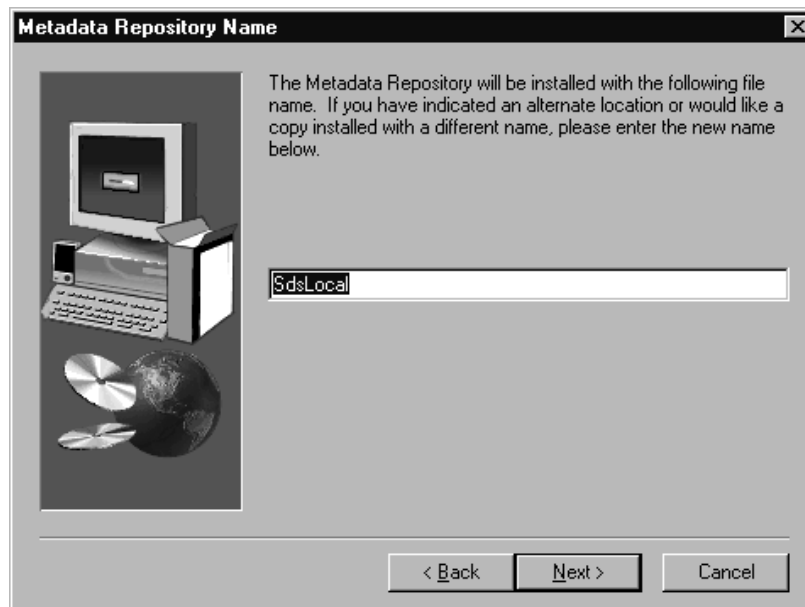 Metadata Repository Name
The Metadata Repository will be installed with the following file
name. If you have indicated an alternate location or would like a
copy installed with a different name, please enter the new name
below.
SdsLocal
< Back
Next >
Cancel